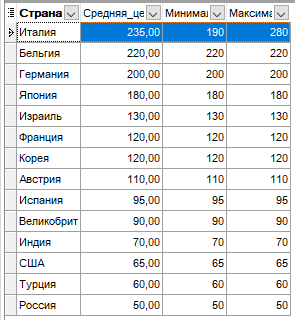 Страна Средняя_це Минимал Максима
Италия 235,00 190 280
Бельгия 220,00 220 220
Германия 200,00 200 200
Япония 180,00 180 180
Израиль 130,00 130 130
Франция 120,00 120 120
Корея 120,00 120 120
Австрия 110,00 110 110
Испания 95,00 95 95
Великобрит 90,00 90 90
Индия 70,00 70 70
США 65,00 65 65
Турция 60,00 60 60
Россия 50,00 50 50